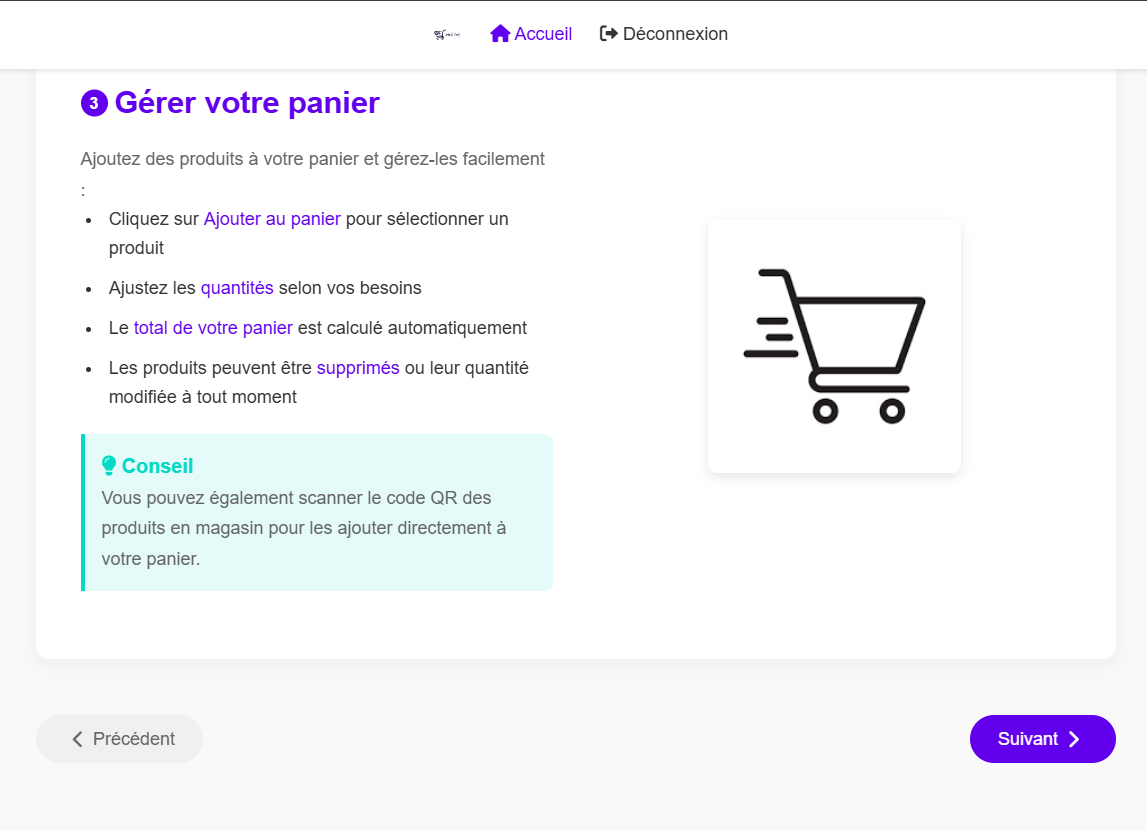 Accueil
Déconnexion
3 Gérer votre panier
Ajoutez des produits à votre panier et gérez-les facilement
:
• Cliquez sur Ajouter au panier pour sélectionner un
produit
• Ajustez les quantités selon vos besoins
• Le total de votre panier est calculé automatiquement
• Les produits peuvent être supprimés ou leur quantité
modifiée à tout moment
Conseil
Vous pouvez également scanner le code QR des
produits en magasin pour les ajouter directement à
votre panier.
Précédent
Suivant